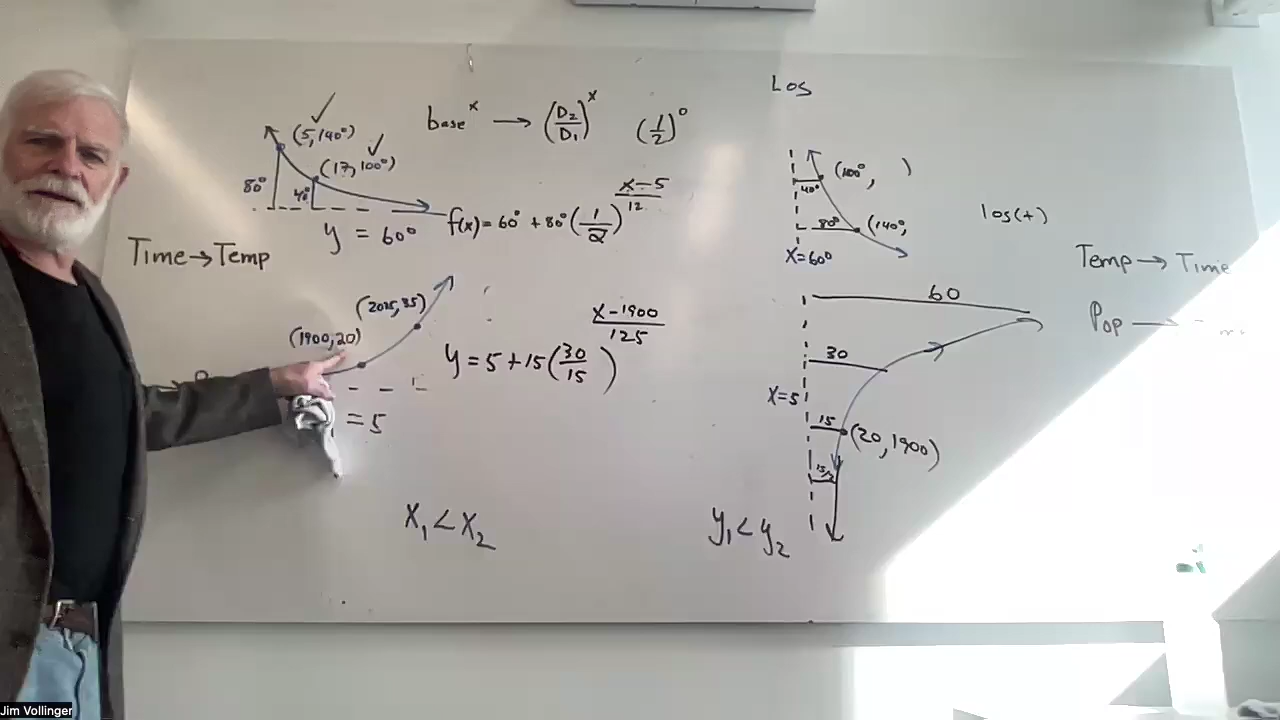 Los
base^x → (D₂/D₁)^x (1/2)^0
(5,140°) ✓
(17,100°) ✓
80° 40°
y = 60°
f(x) = 60° + 80°(1/2)^((x-5)/12)
Time → Temp
(100°, )
40°
80° (140°,
x=60°
los(+)
Temp → Time
Pop →
(1900,20)
(2025,35)
= 5
y = 5 + 15(30/15)^((x-1900)/125)
60
30
x=5
15 (20,1900)
x₁ < x₂
y₁ < y₂
Jim Vollinger